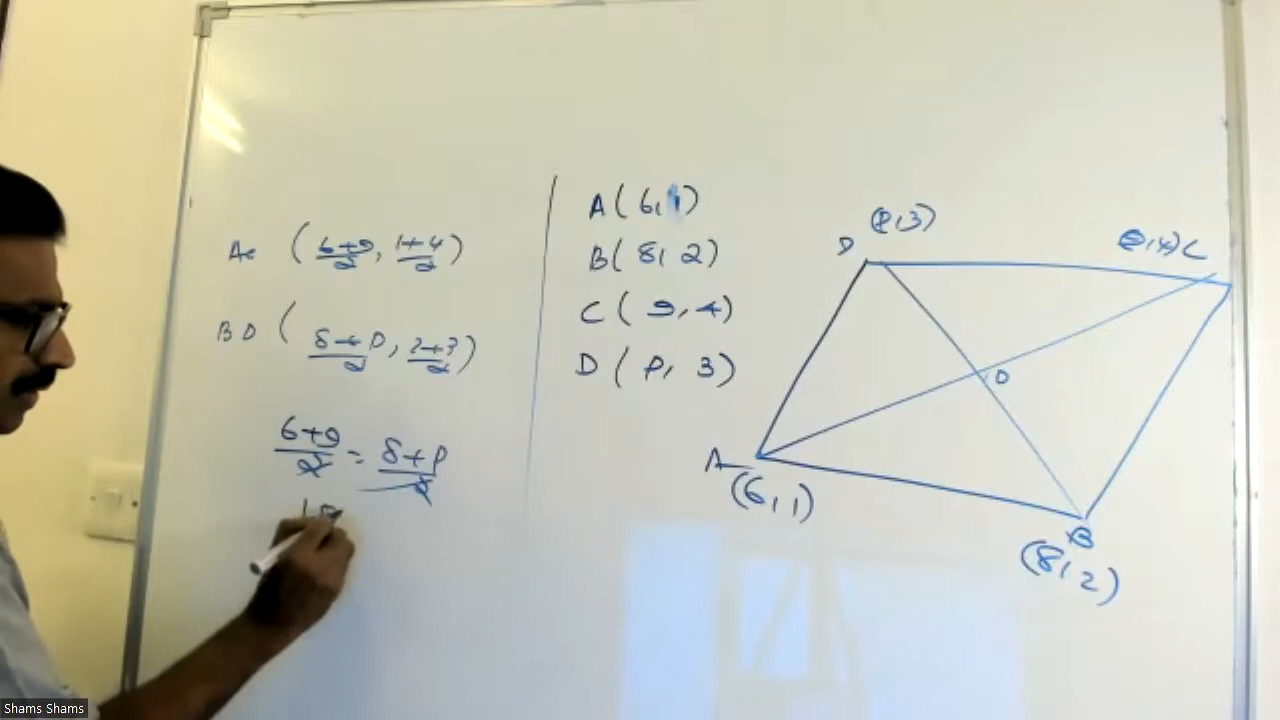 AC (6+9/2, 1+4/2)
BD (8+P/2, 2+3/2)
6+9/2 = 8+P/2
15
A(6,1)
B(8,2)
C(9,4)
D(P,3)
D (P,3)
(9,4) C
O
A
(6,1)
B
(8,2)
Shams Shams